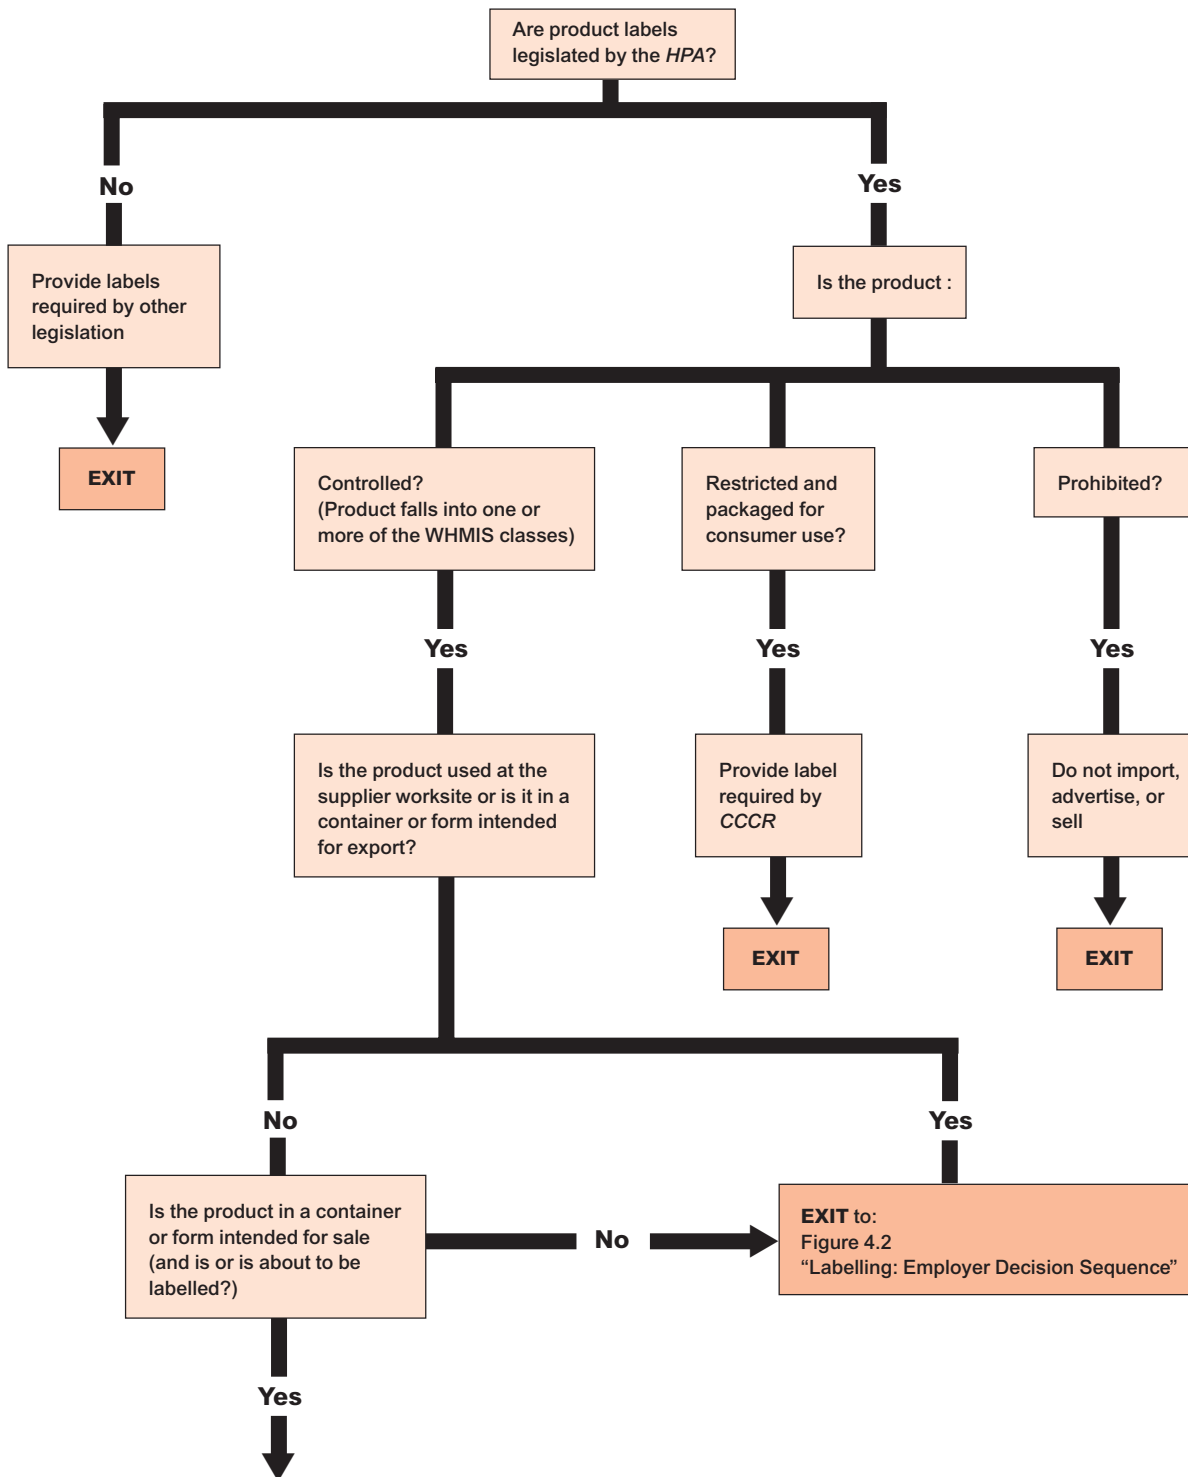 Are product labels
legislated by the HPA?
No
Yes
Provide labels
required by other
legislation
Is the product :
EXIT
Controlled?
(Product falls into one or
more of the WHMIS classes)
Restricted and
packaged for
consumer use?
Prohibited?
Yes
Yes
Yes
Is the product used at the
supplier worksite or is it in a
container or form intended
for export?
Provide label
required by
CCCR
Do not import,
advertise, or
sell
EXIT
EXIT
No
Yes
Is the product in a container
or form intended for sale
(and is or is about to be
labelled?)
No
EXIT to:
Figure 4.2
“Labelling: Employer Decision Sequence”
Yes